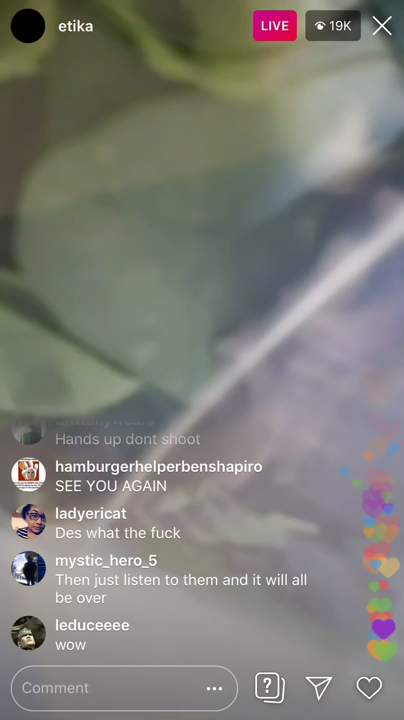 etika
LIVE
19K
Hands up dont shoot
hamburgerhelperbenshapiro
SEE YOU AGAIN
ladyericat
Des what the fuck
mystic_hero_5
Then just listen to them and it will all
be over
leduceeee
wow
Comment